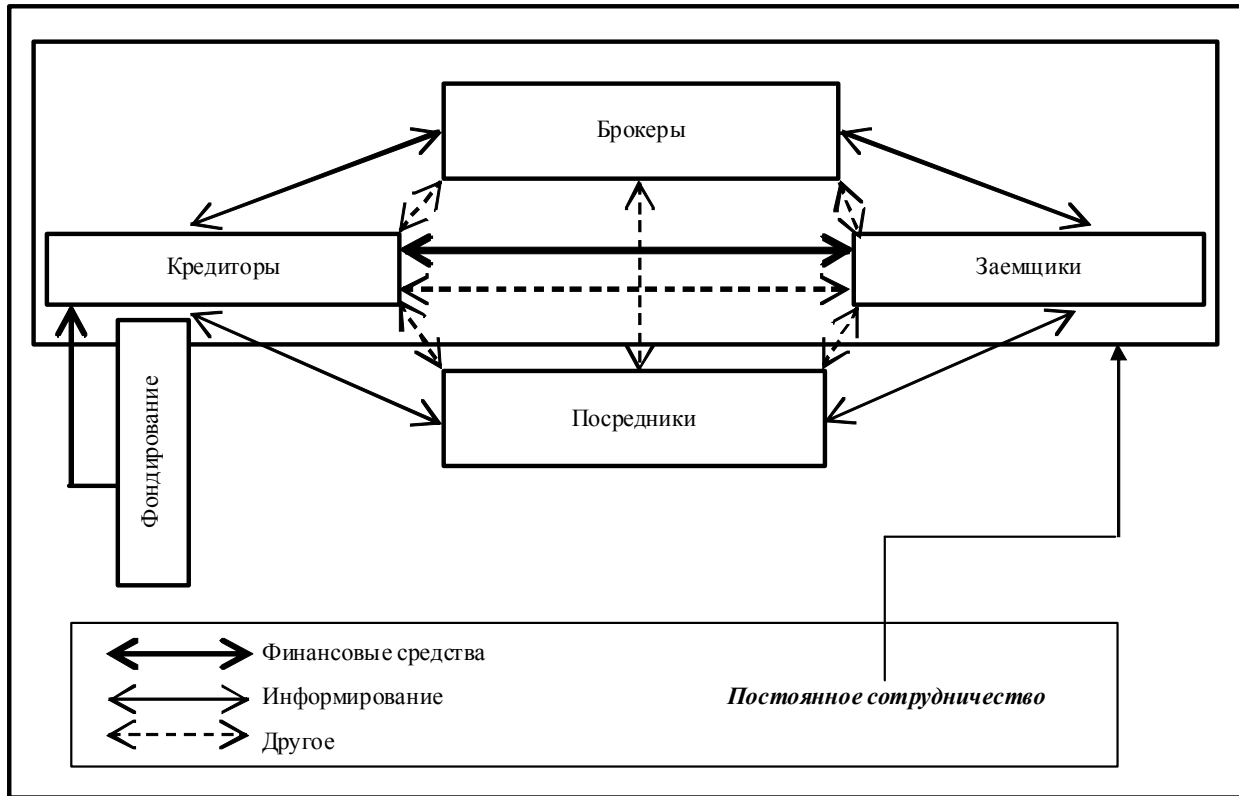 Брокеры
Кредиторы
Заемщики
Фондирование
Посредники
Финансовые средства
Информирование
Постоянное сотрудничество
Другое